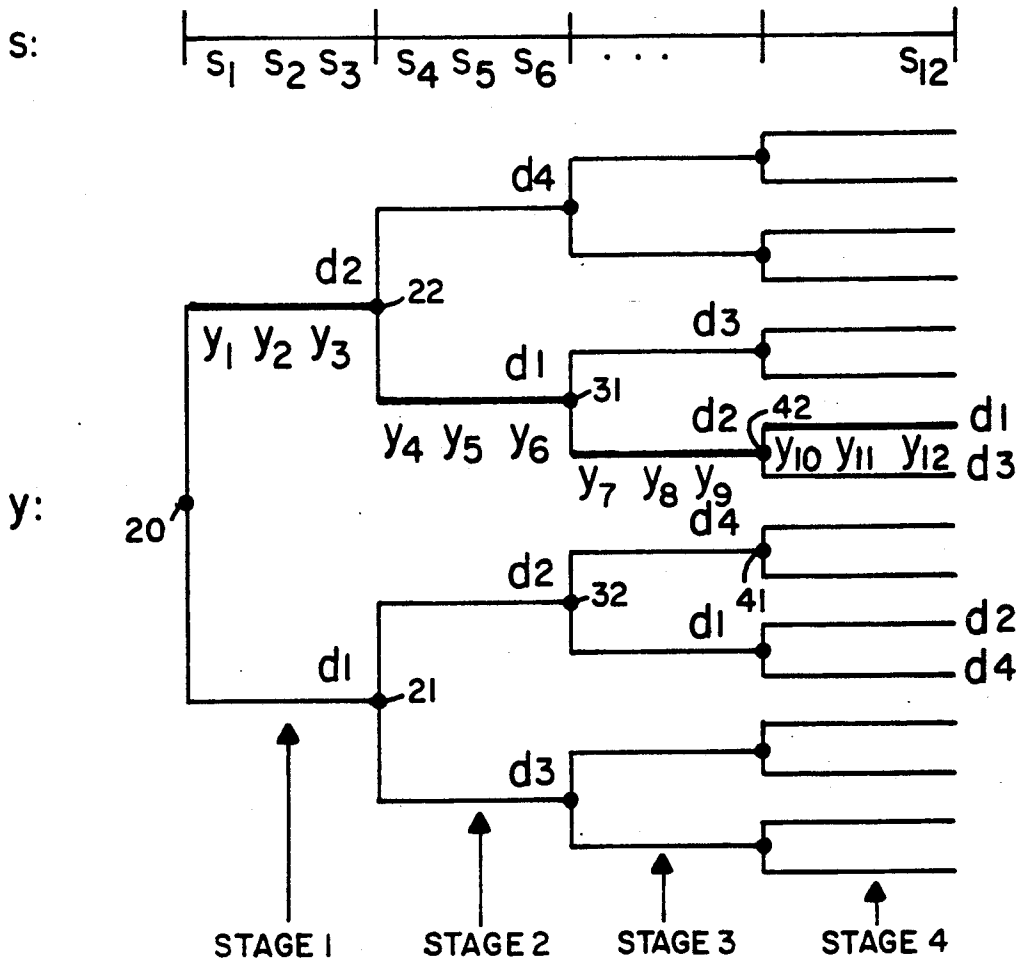 s:
s1 s2 s3 s4 s5 s6 . . . s12
d4
d2
22
d3
y1 y2 y3
d1
31
d2 42
d1
y4 y5 y6
y10 y11 y12
d3
y7 y8 y9
y:
20
d4
d2
32
41
d1
d2
d4
d1
21
d3
STAGE 1 STAGE 2 STAGE 3 STAGE 4